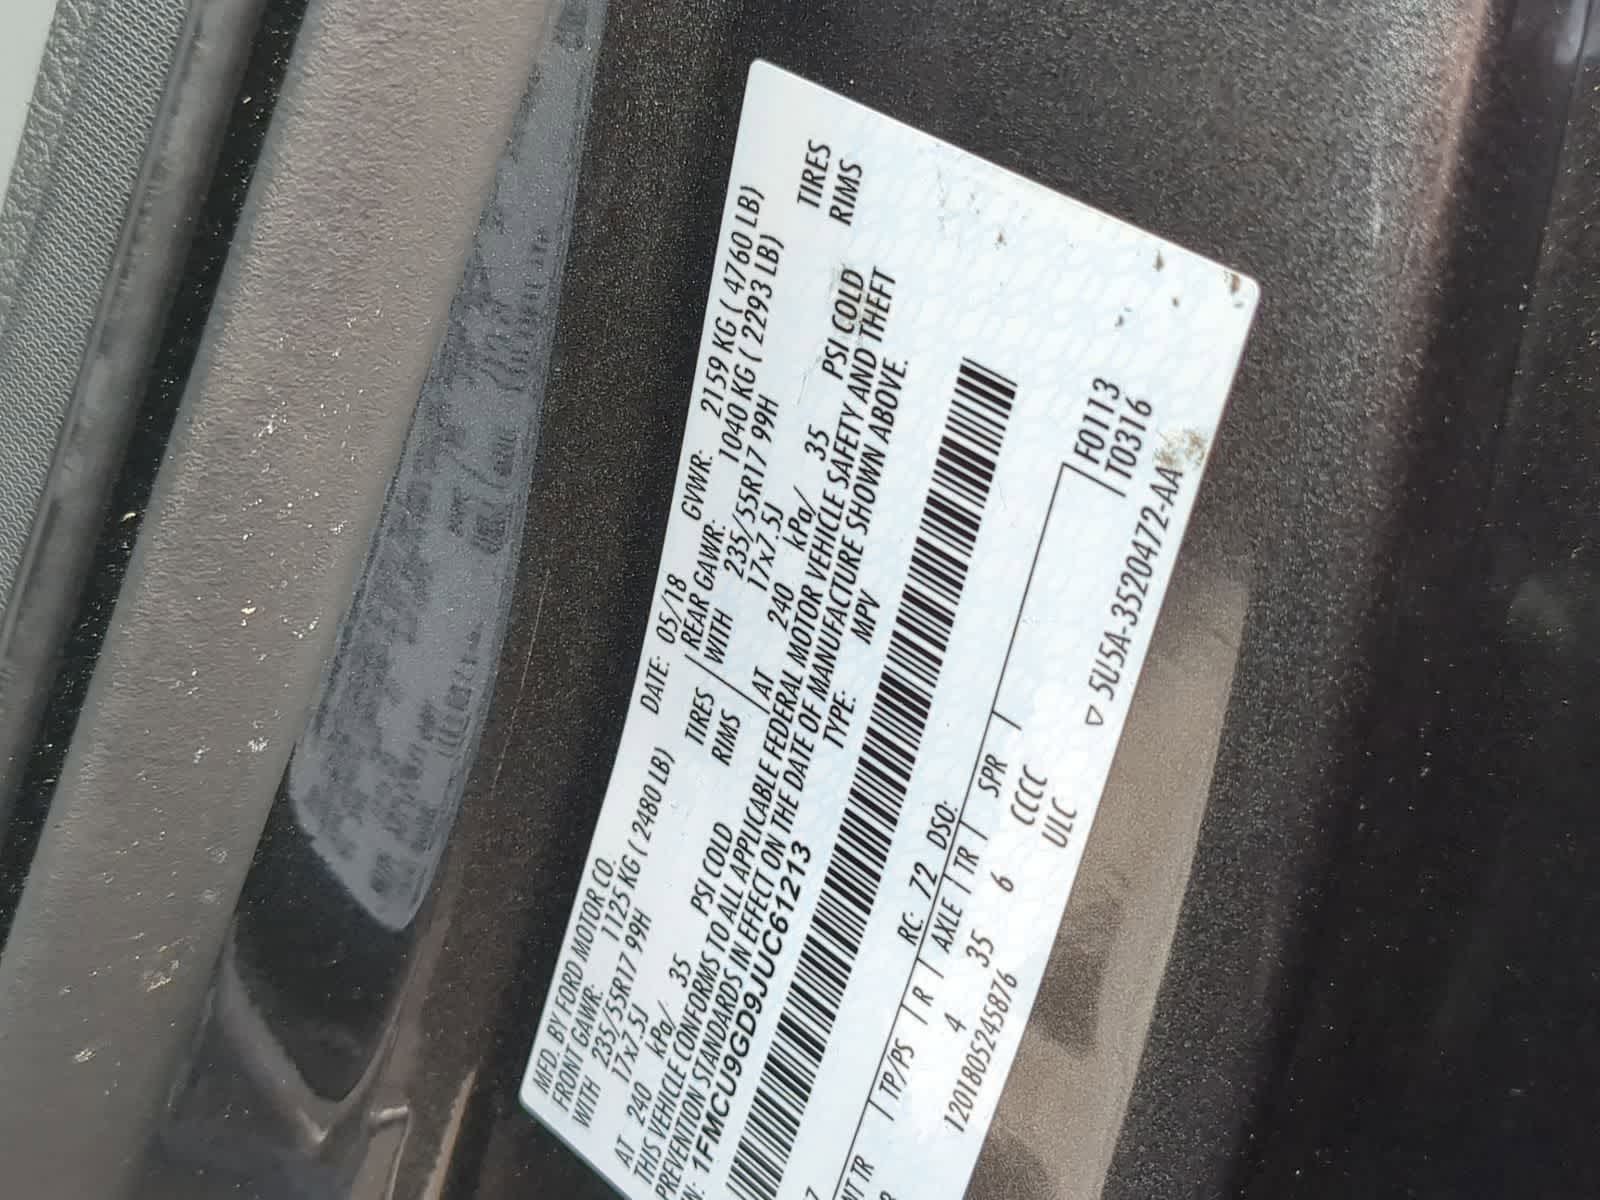 MFD. BY FORD MOTOR CO.
DATE: 05/18 GVWR: 2159 KG ( 4760 LB)
FRONT GAWR: 1125 KG ( 2480 LB) REAR GAWR: 1040 KG ( 2293 LB)
WITH 235/55R17 99H TIRES WITH 235/55R17 99H TIRES
17x7.5J RIMS 17x7.5J RIMS
AT 240 kPa/ 35 PSI COLD AT 240 kPa/ 35 PSI COLD
THIS VEHICLE CONFORMS TO ALL APPLICABLE FEDERAL MOTOR VEHICLE SAFETY AND THEFT
PREVENTION STANDARDS IN EFFECT ON THE DATE OF MANUFACTURE SHOWN ABOVE.
1FMCU9GD9JUC61213 TYPE: MPV
RC: 72 DSO: F0113
NT TR TP/PS R AXLE TR SPR T0316
4 35 6 CCCC ▽ 5U5A-3520472-AA
1201805245876 ULC